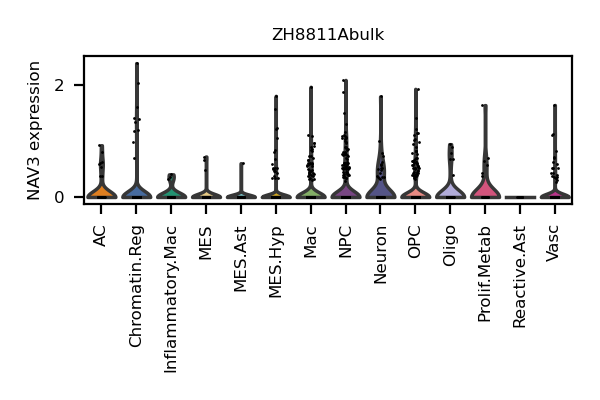 ZH8811Abulk
NAV3 expression
2
0
AC
Chromatin.Reg
Inflammatory.Mac
MES
MES.Ast
MES.Hyp
Mac
NPC
Neuron
OPC
Oligo
Prolif.Metab
Reactive.Ast
Vasc